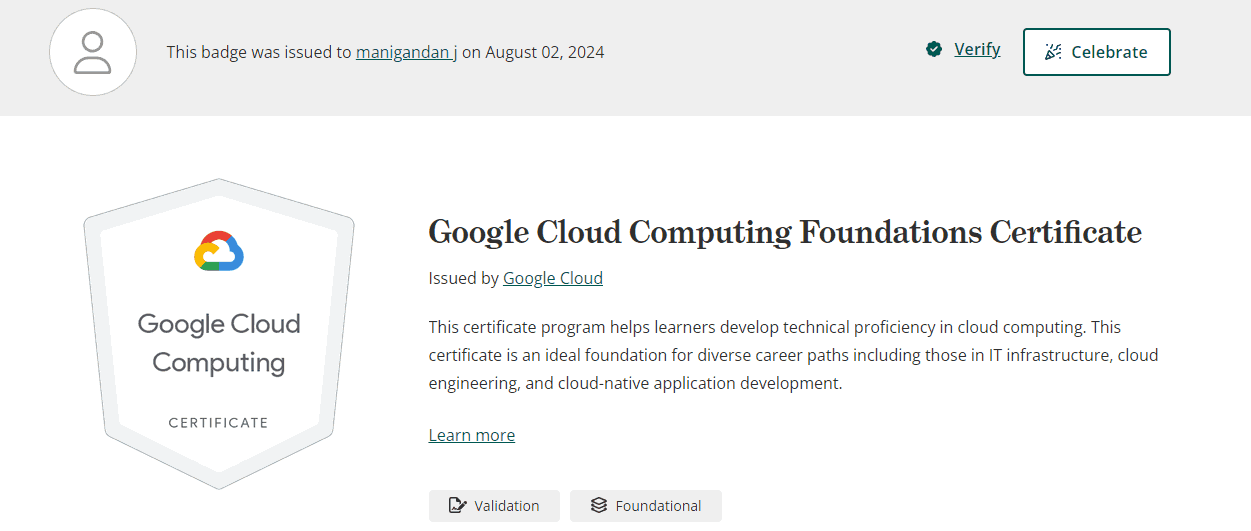 This badge was issued to manigandan j on August 02, 2024
Verify
Celebrate
Google Cloud
Computing
CERTIFICATE
Google Cloud Computing Foundations Certificate
Issued by Google Cloud
This certificate program helps learners develop technical proficiency in cloud computing. This
certificate is an ideal foundation for diverse career paths including those in IT infrastructure, cloud
engineering, and cloud-native application development.
Learn more
Validation
Foundational